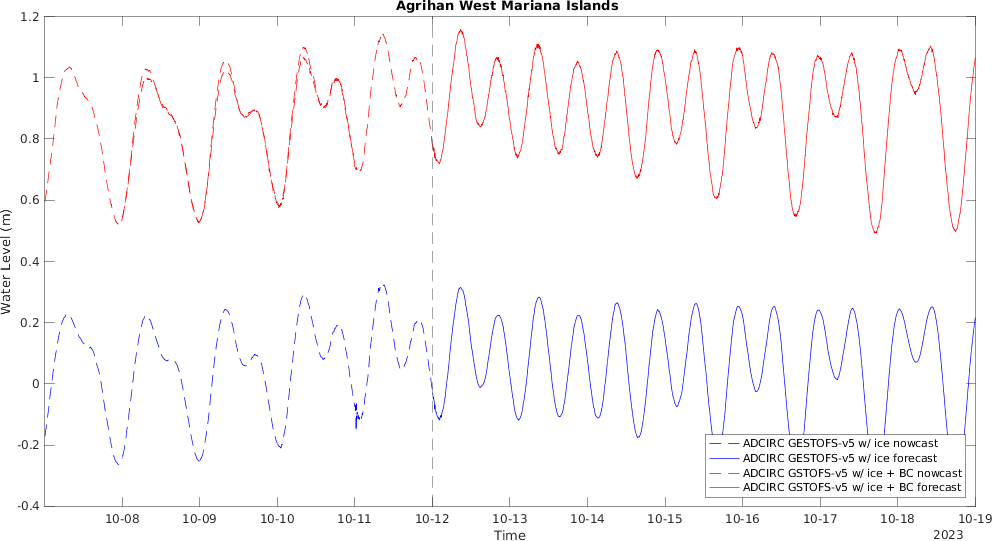 Agrihan West Mariana Islands
1.2
1
0.8
0.6
0.4
0.2
0
-0.2
-0.4
Water Level (m)
ADCIRC GESTOFS-v5 w/ ice nowcast
ADCIRC GESTOFS-v5 w/ ice forecast
ADCIRC GSTOFS-v5 w/ ice + BC nowcast
ADCIRC GSTOFS-v5 w/ ice + BC forecast
10-08 10-09 10-10 10-11 10-12 10-13 10-14 10-15 10-16 10-17 10-18 10-19
Time
2023